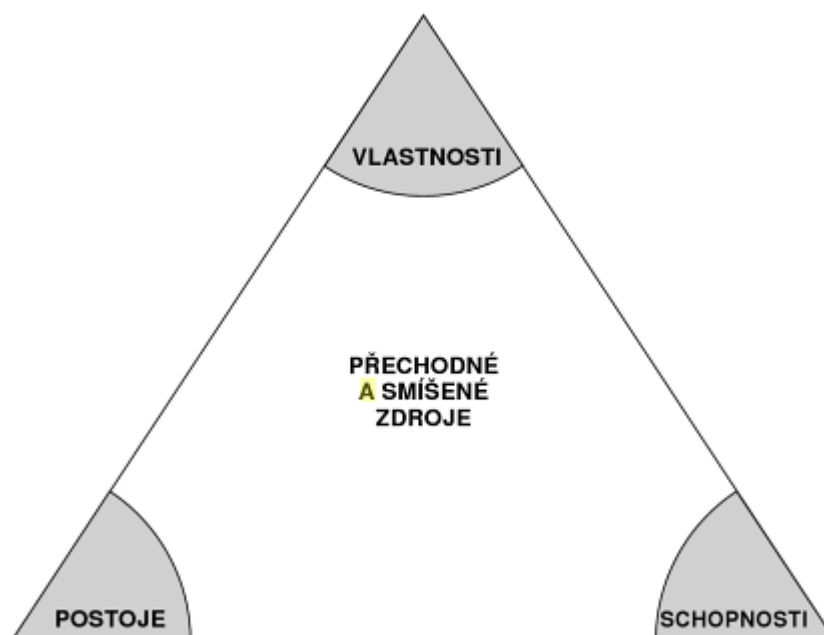 VLASTNOSTI
PŘECHODNÉ
A SMÍŠENÉ
ZDROJE
POSTOJE
SCHOPNOSTI